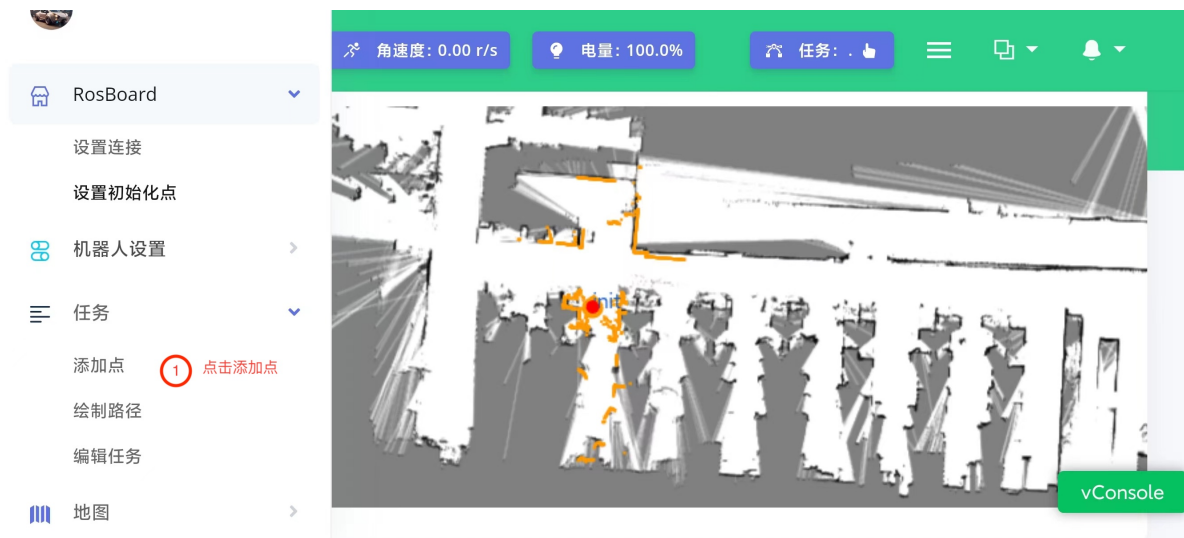 角速度: 0.00 r/s
电量: 100.0%
任务: .
RosBoard
设置连接
设置初始化点
机器人设置
任务
添加点
1 点击添加点
绘制路径
编辑任务
地图
init
vConsole